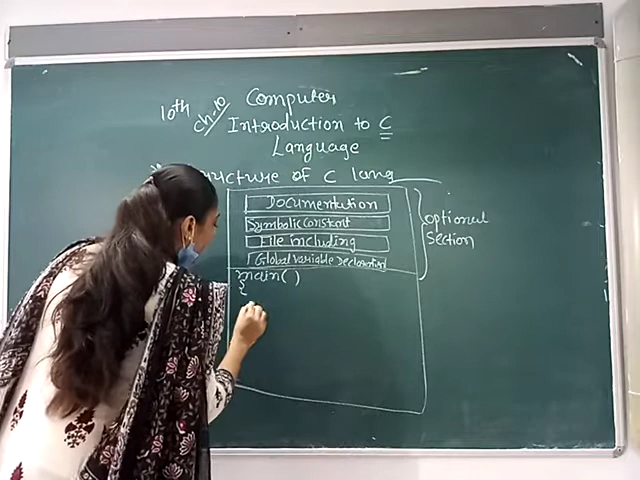 10th ch-10 Computer
Introduction to C
Language
Structure of C lang
Documentation
Symbolic Constant
File including
Global variable Declaration
optional
section
main()
{